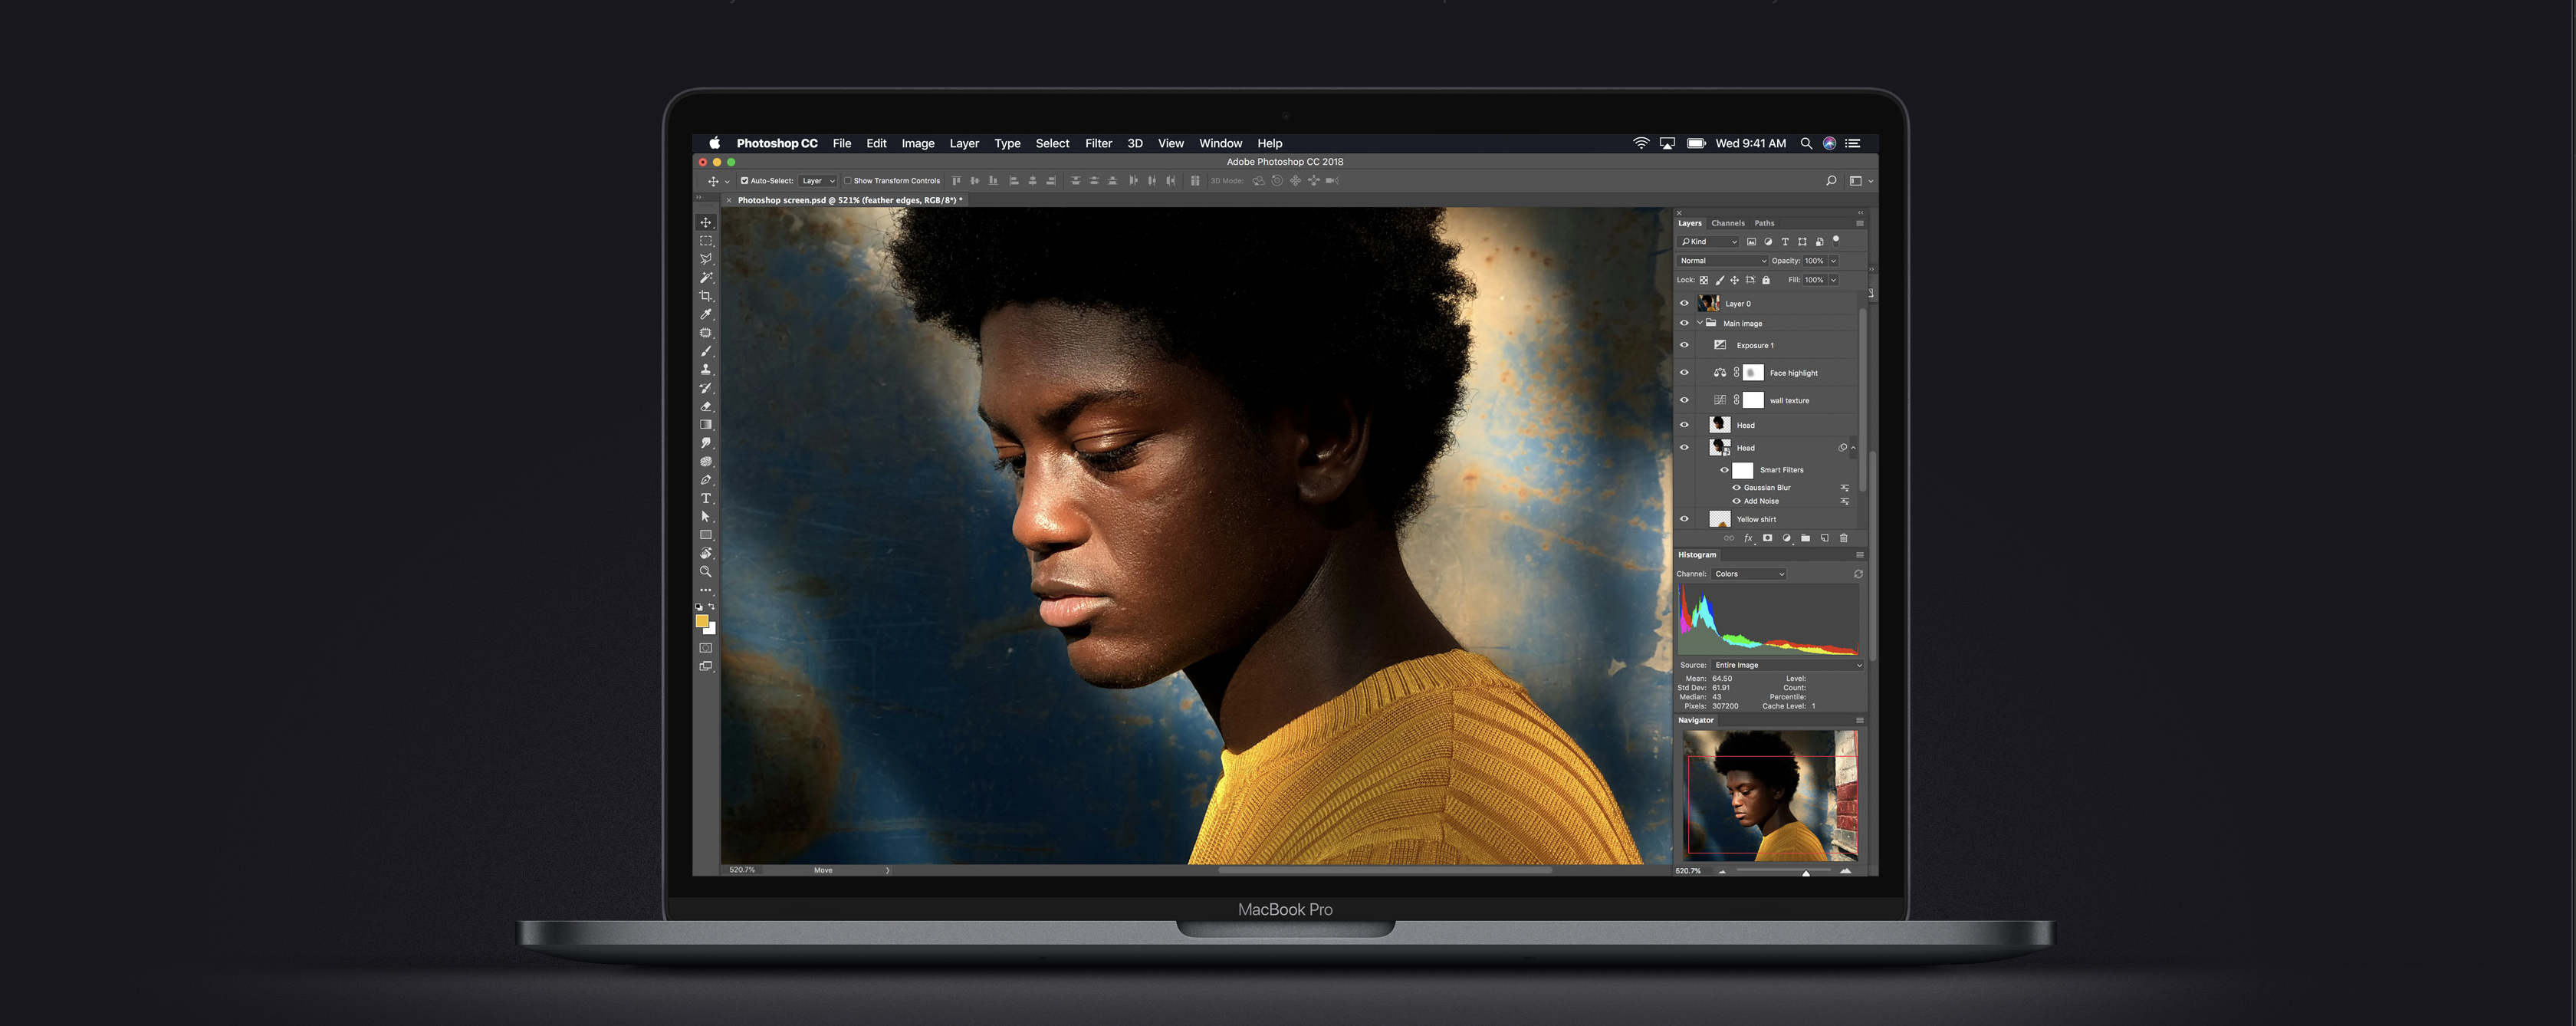 Photoshop CC File Edit Image Layer Type Select Filter 3D View Window Help Wed 9:41 AM
Adobe Photoshop CC 2018
Auto-Select: Layer Show Transform Controls 3D Mode:
Photoshop screen.psd @ 521% (feather edges, RGB/8*) *
Layers Channels Paths
Kind
Normal Opacity: 100%
Lock: Fill: 100%
Layer 0
Main image
Exposure 1
Face highlight
wall texture
Head
Head
Smart Filters
Gaussian Blur
Add Noise
Yellow shirt
fx
Histogram
Channel: Colors
Source: Entire Image
Mean: 64.50 Level:
Std Dev: 61.91 Count:
Median: 43 Percentile:
Pixels: 307200 Cache Level: 1
Navigator
520.7% Move
520.7%
MacBook Pro